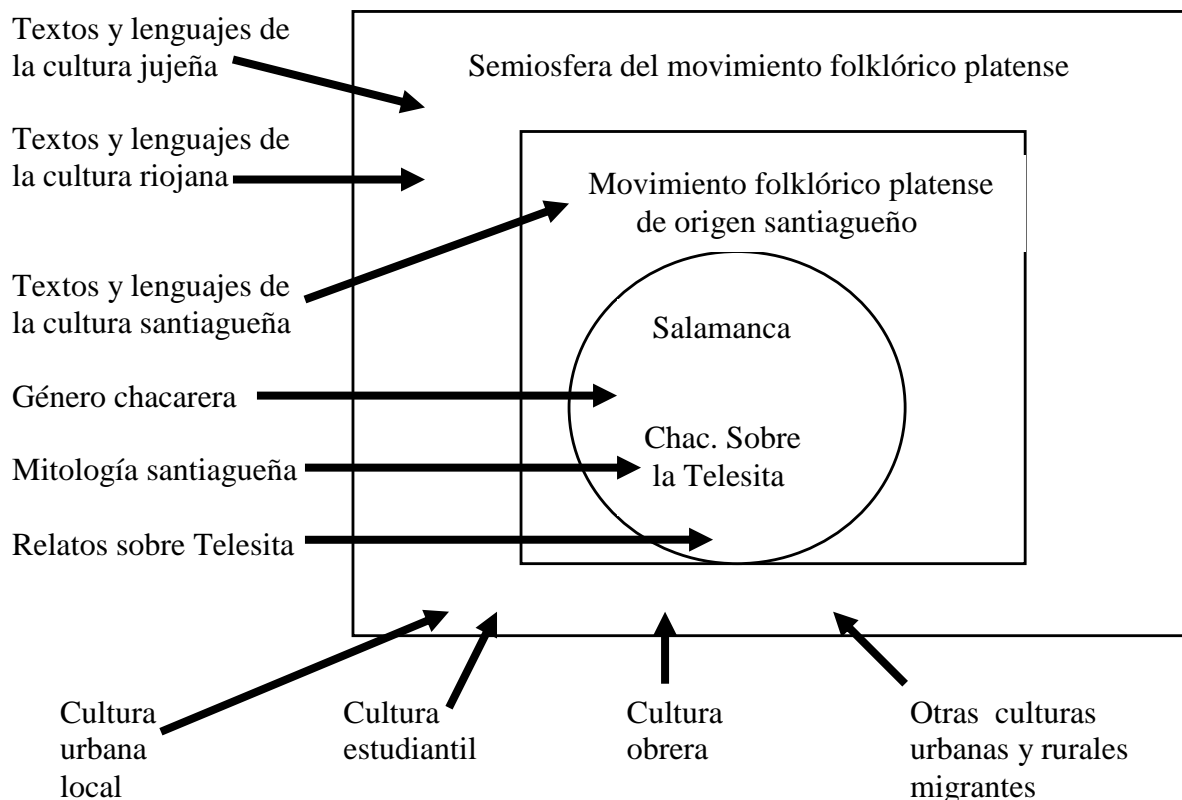 Textos y lenguajes de
la cultura jujeña
Semiosfera del movimiento folklórico platense
Textos y lenguajes de
la cultura riojana
Movimiento folklórico platense
de origen santiagueño
Textos y lenguajes de
la cultura santiagueña
Salamanca
Género chacarera
Chac. Sobre
la Telesita
Mitología santiagueña
Relatos sobre Telesita
Cultura
urbana
local
Cultura
estudiantil
Cultura
obrera
Otras culturas
urbanas y rurales
migrantes